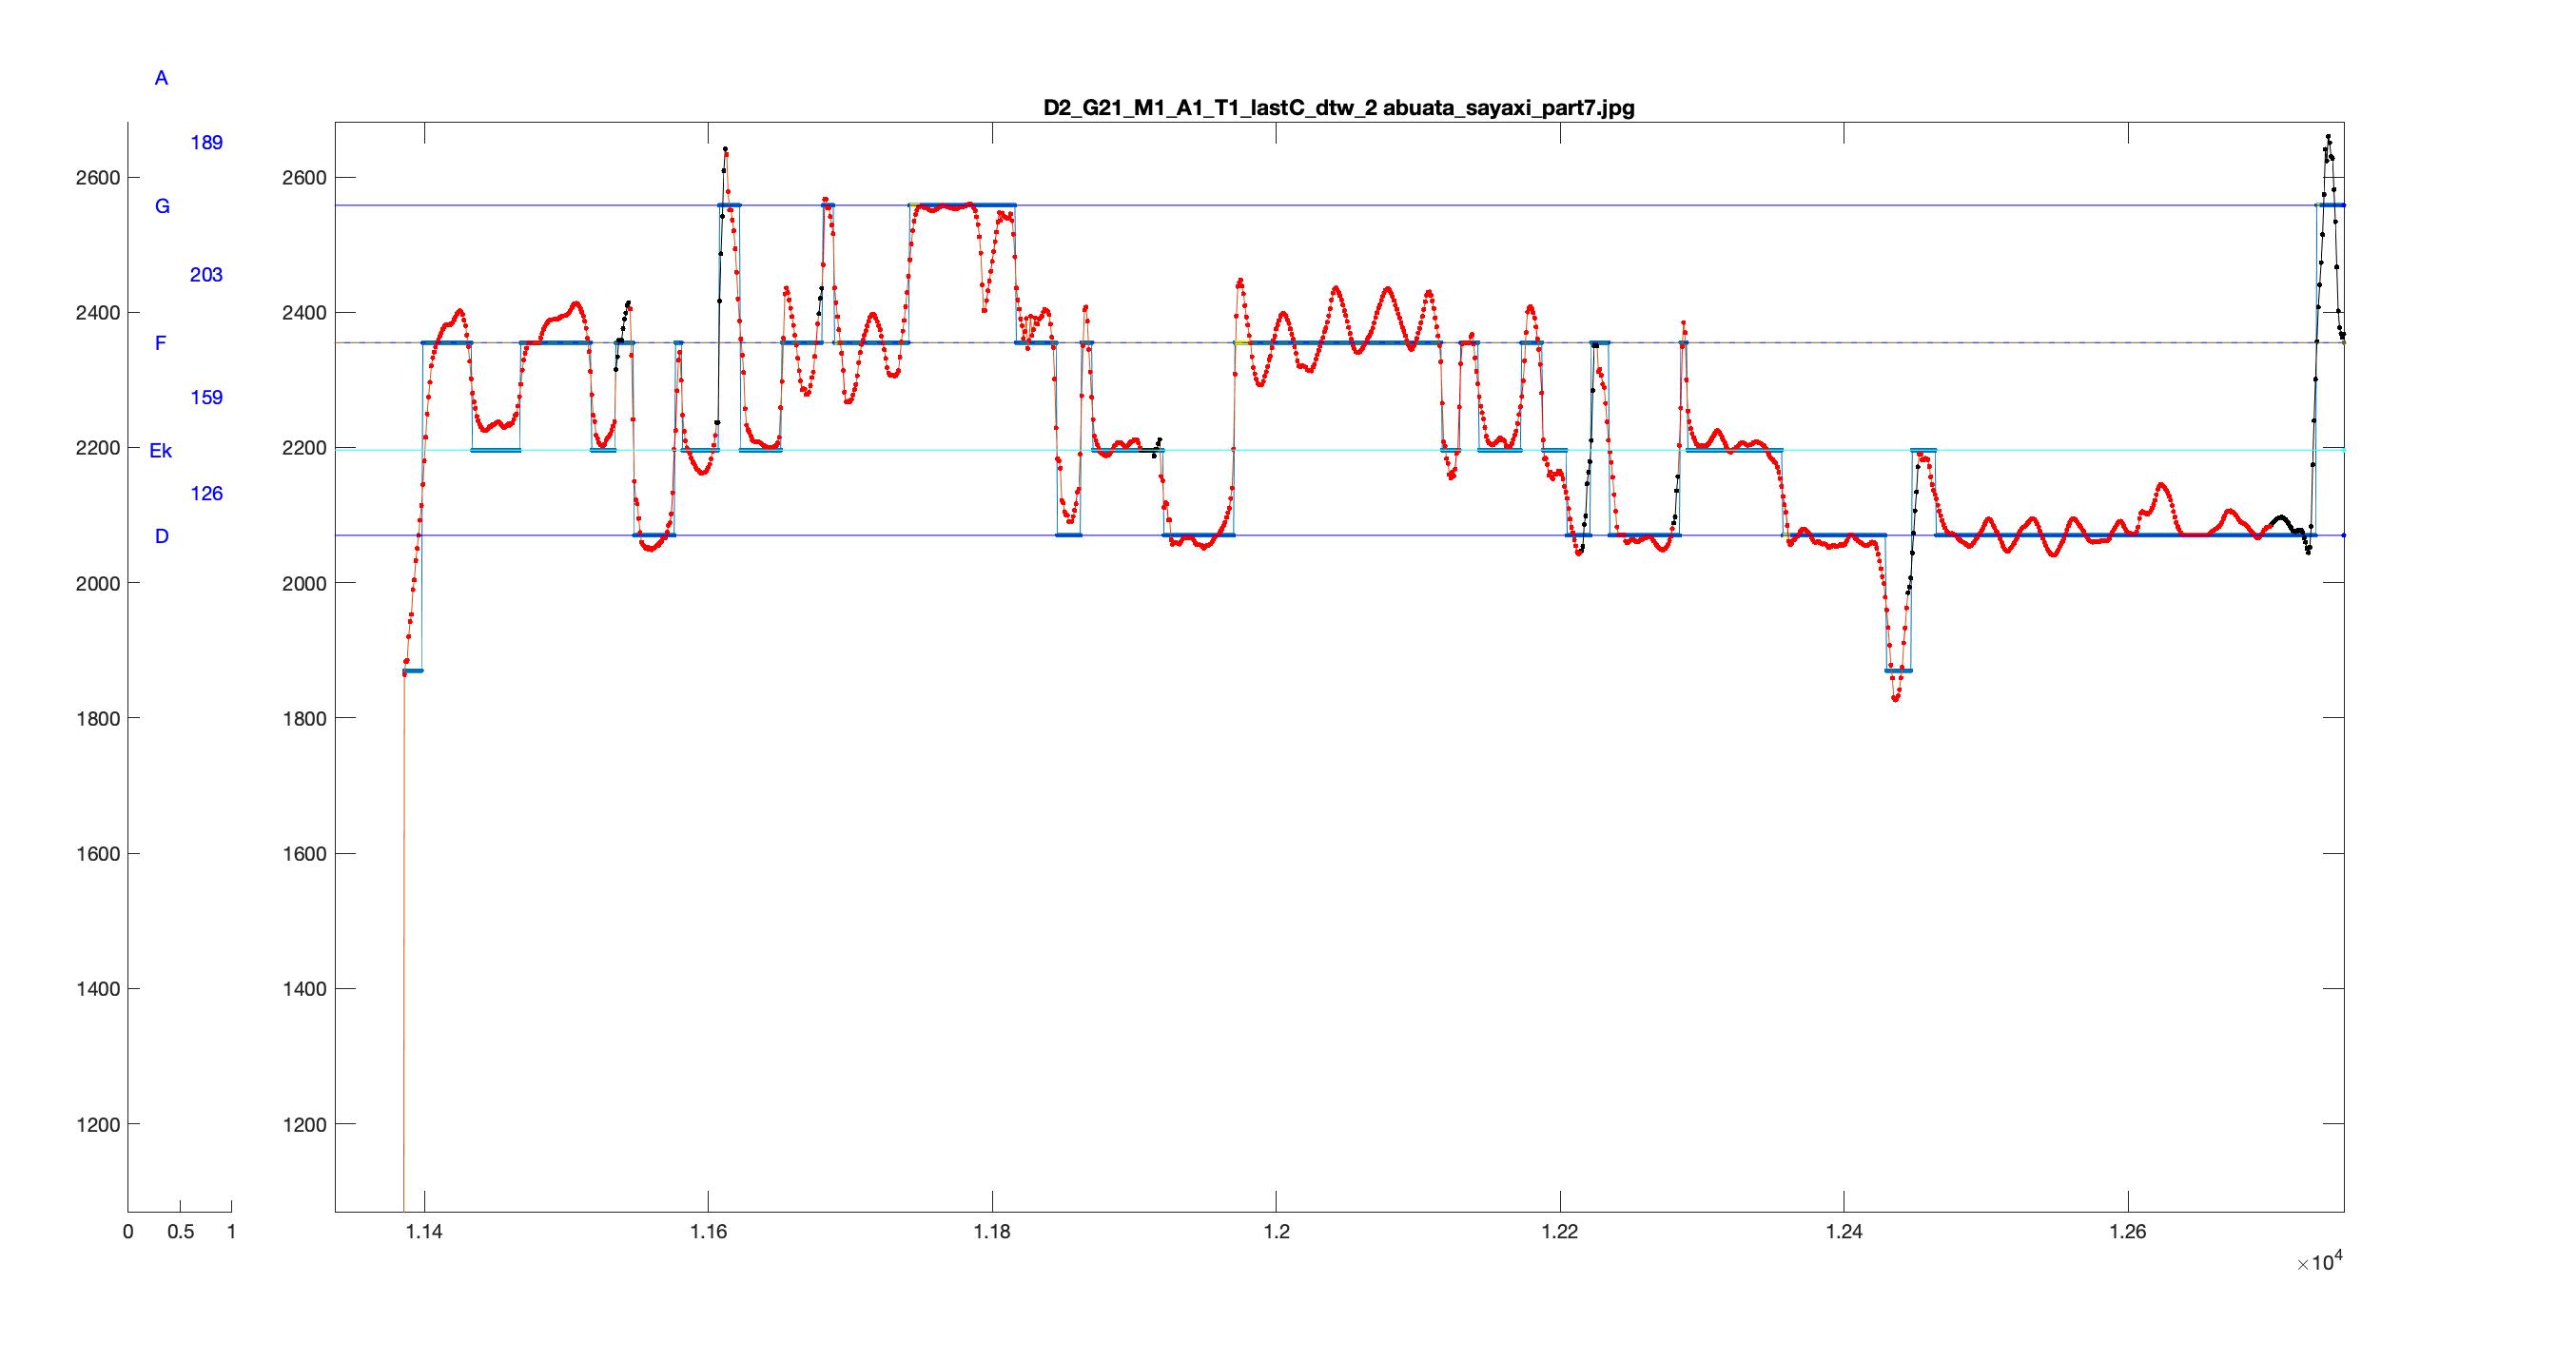 A
D2_G21_M1_A1_T1_lastC_dtw_2 abuata_sayaxi_part7.jpg
189
2600 2600
G
203
2400 2400
F
159
2200 Ek 2200
126
D
2000 2000
1800 1800
1600 1600
1400 1400
1200 1200
0 0.5 1 1.14 1.16 1.18 1.2 1.22 1.24 1.26
×10^4